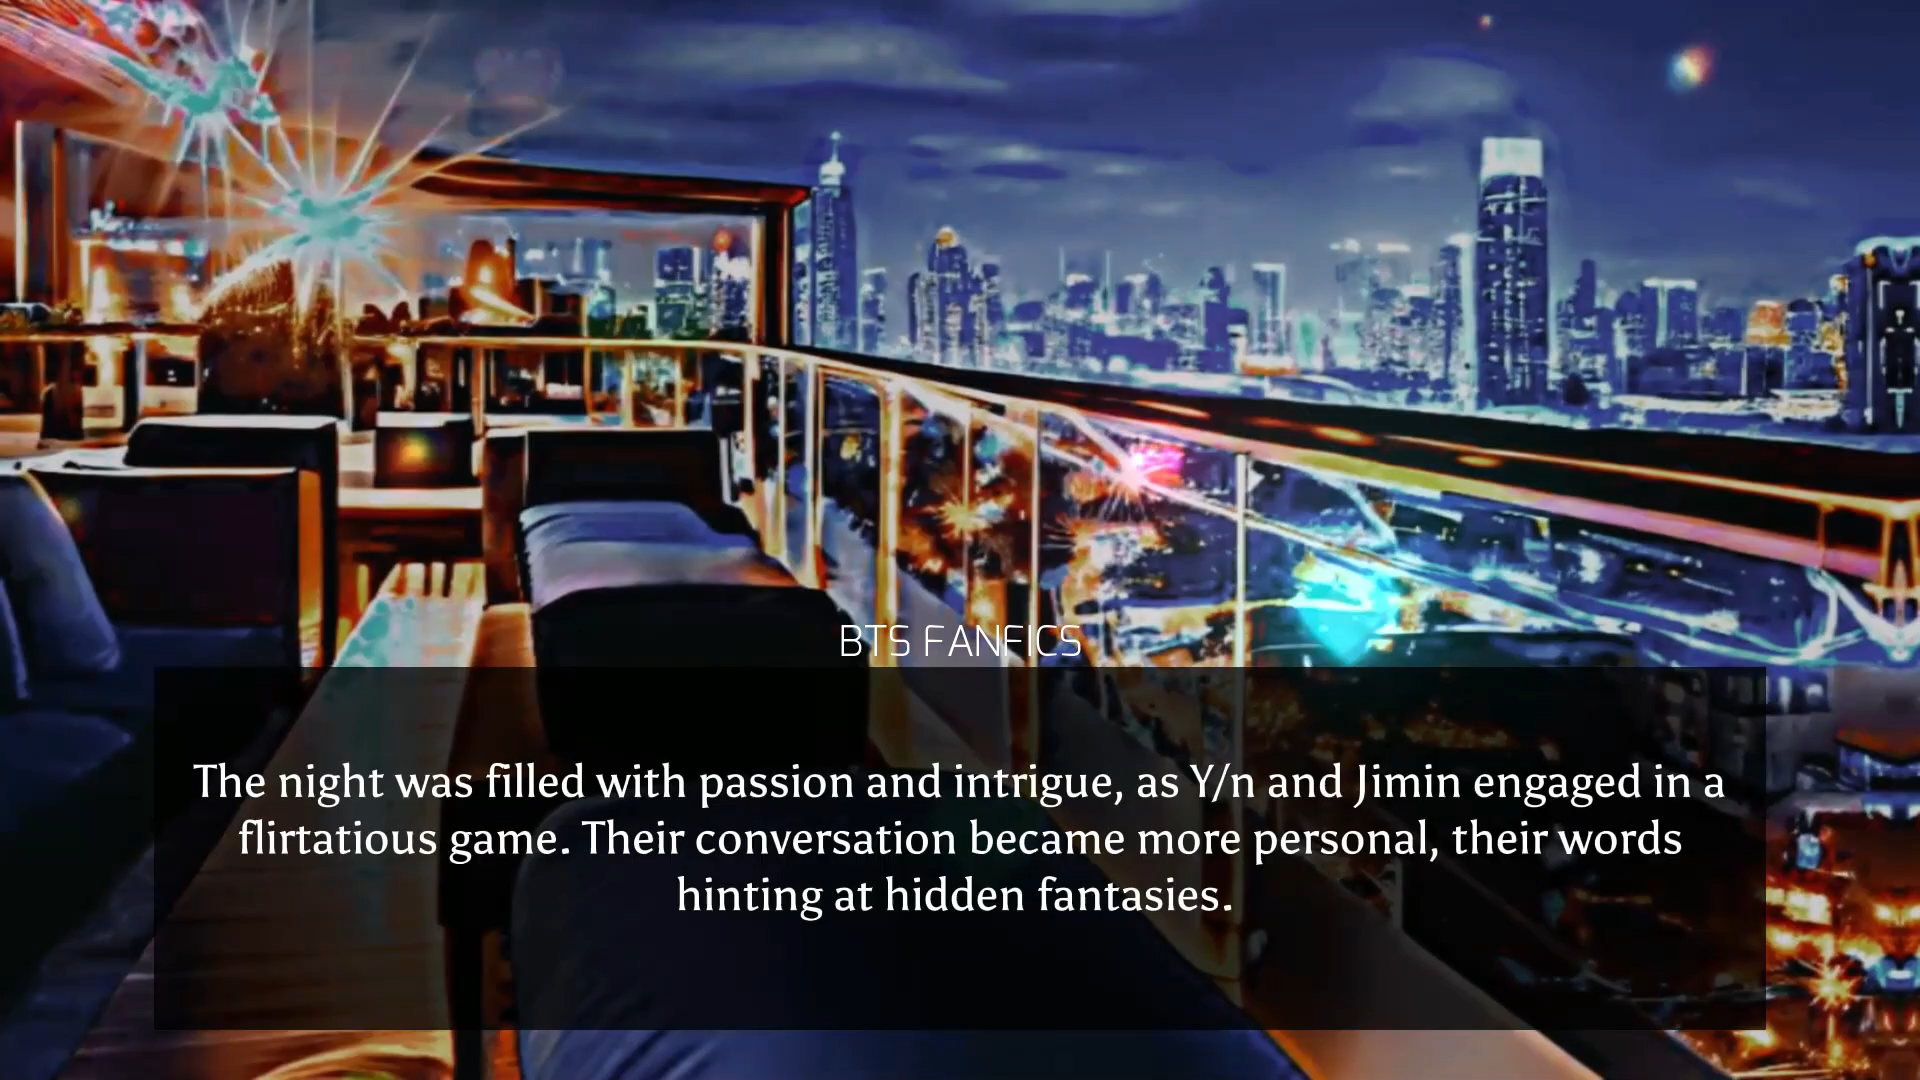 BTS FANFICS
The night was filled with passion and intrigue, as Y/n and Jimin engaged in a
flirtatious game. Their conversation became more personal, their words
hinting at hidden fantasies.